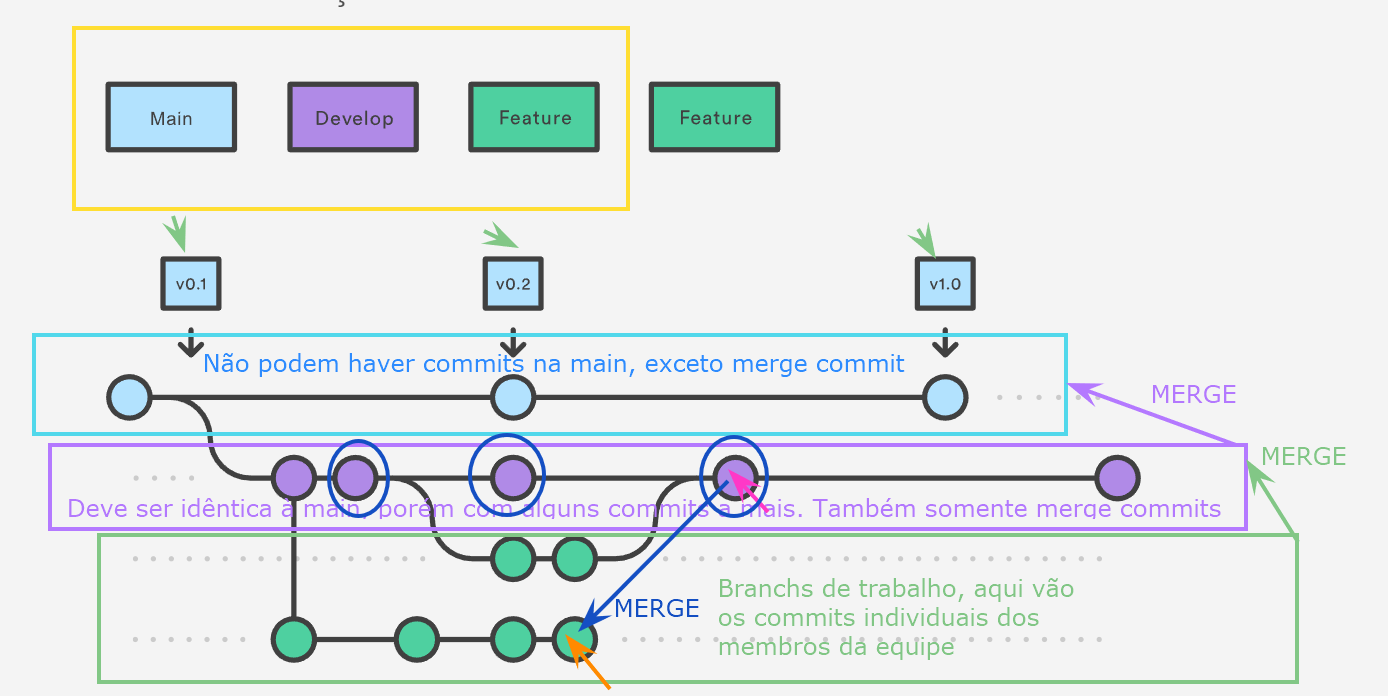 Main
Develop
Feature
Feature
v0.1
v0.2
v1.0
Não podem haver commits na main, exceto merge commit
MERGE
MERGE
Deve ser idêntica à main, porém com alguns commits a mais. Também somente merge commits
Branchs de trabalho, aqui vão
os commits individuais dos
membros da equipe
MERGE